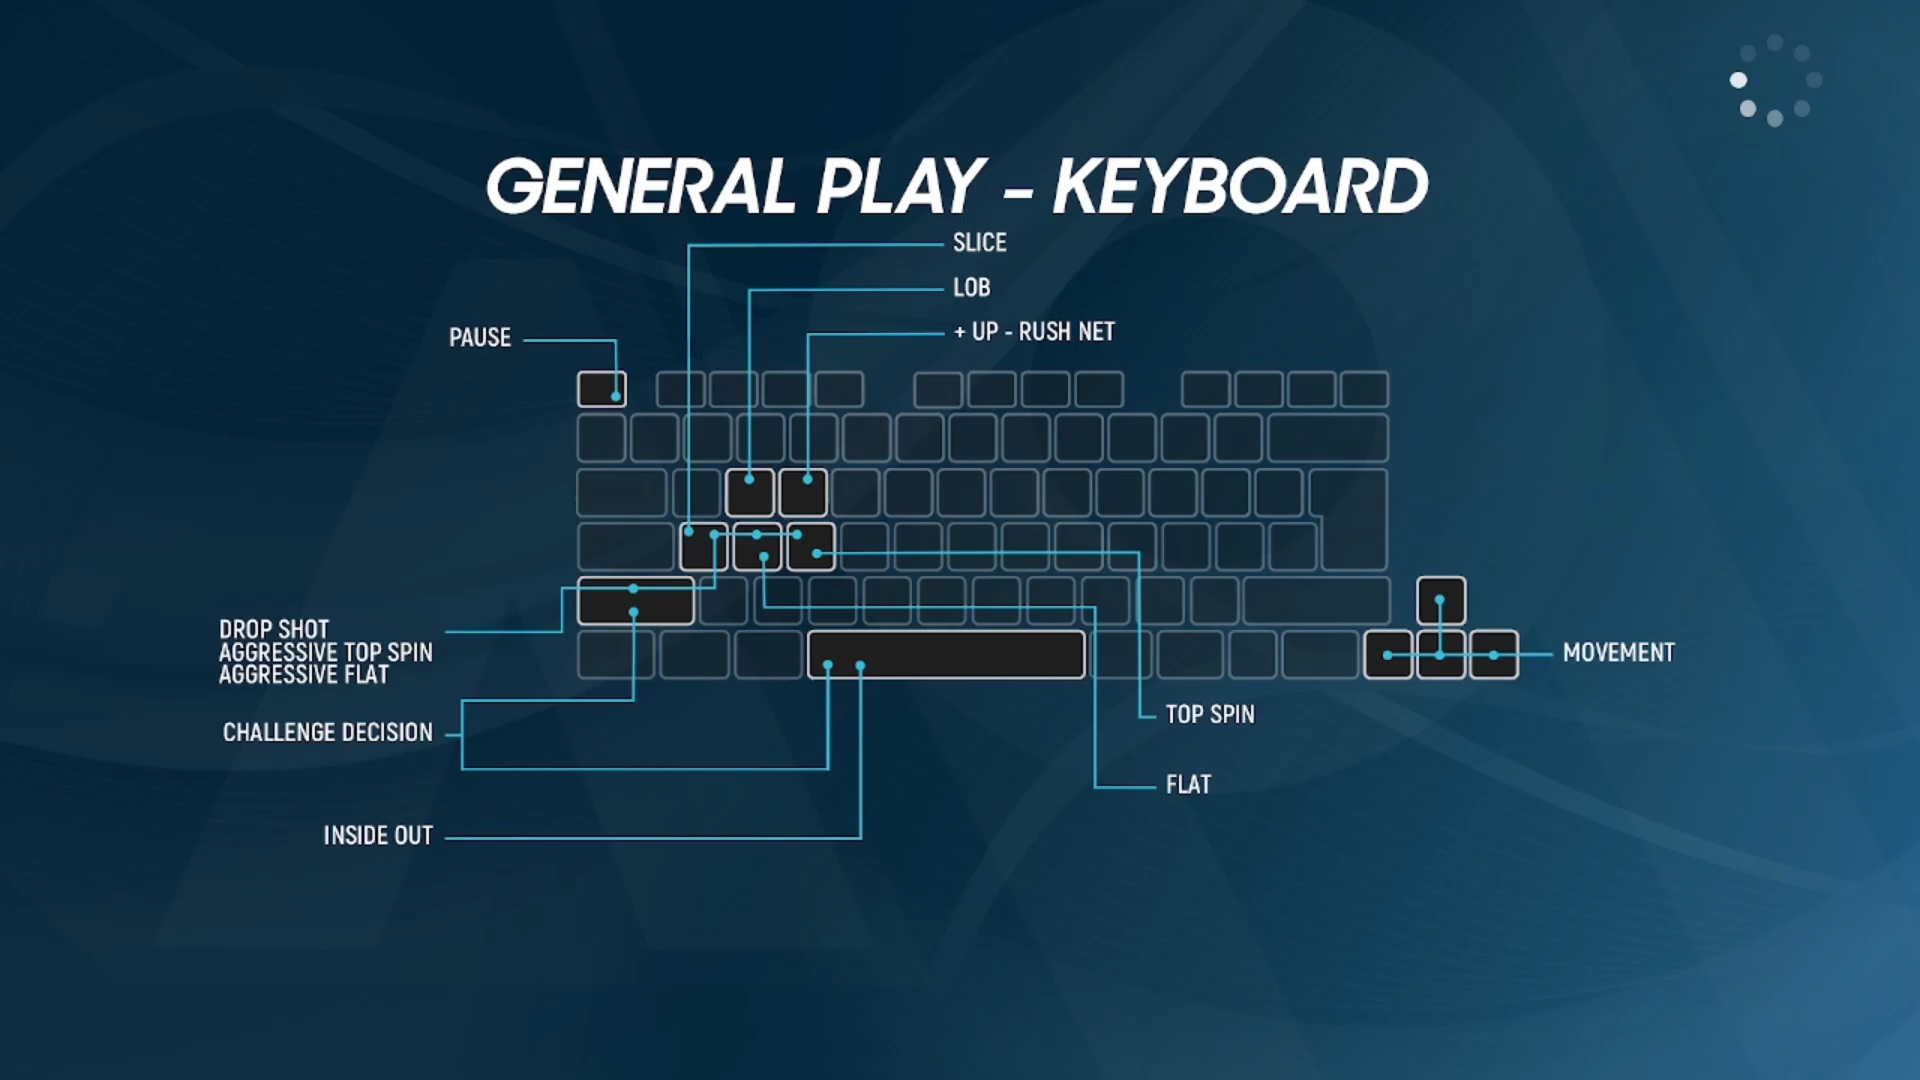 GENERAL PLAY - KEYBOARD
SLICE
LOB
+ UP - RUSH NET
PAUSE
DROP SHOT
AGGRESSIVE TOP SPIN
AGGRESSIVE FLAT
MOVEMENT
TOP SPIN
CHALLENGE DECISION
FLAT
INSIDE OUT